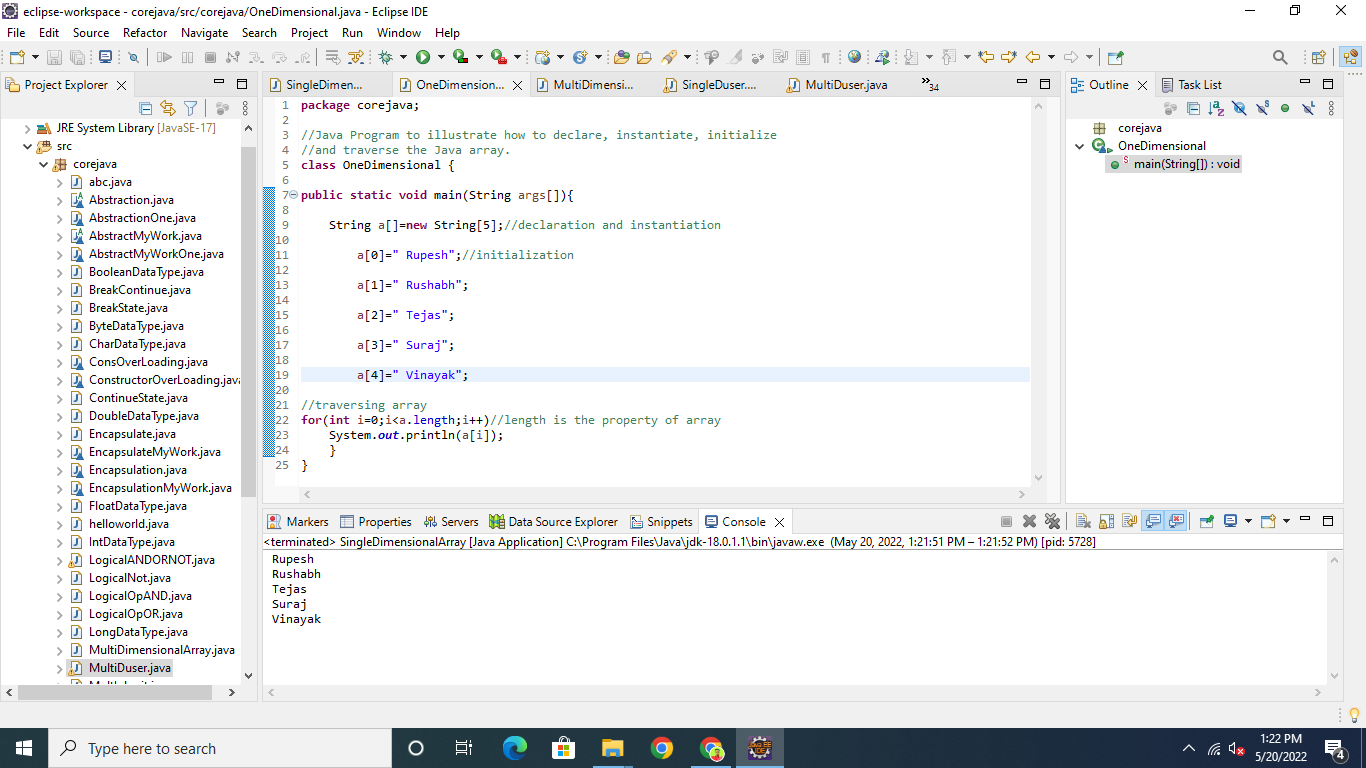 eclipse-workspace - corejava/src/corejava/OneDimensional.java - Eclipse IDE
File Edit Source Refactor Navigate Search Project Run Window Help
Project Explorer
JRE System Library [JavaSE-17]
src
corejava
abc.java
Abstraction.java
AbstractionOne.java
AbstractMyWork.java
AbstractMyWorkOne.java
BooleanDataType.java
BreakContinue.java
BreakState.java
ByteDataType.java
CharDataType.java
ConsOverLoading.java
ConstructorOverLoading.java
ContinueState.java
DoubleDataType.java
Encapsulate.java
EncapsulateMyWork.java
Encapsulation.java
EncapsulationMyWork.java
FloatDataType.java
helloworld.java
IntDataType.java
LogicalANDORNOT.java
LogicalNot.java
LogicalOpAND.java
LogicalOpOR.java
LongDataType.java
MultiDimensionalArray.java
MultiDuser.java
SingleDimen... OneDimension... MultiDimensi... SingleDuser.... MultiDuser.java 34
1 package corejava;
2
3 //Java Program to illustrate how to declare, instantiate, initialize
4 //and traverse the Java array.
5 class OneDimensional {
6
7 public static void main(String args[]){
8
9 String a[]=new String[5];//declaration and instantiation
10
11 a[0]=" Rupesh";//initialization
12
13 a[1]=" Rushabh";
14
15 a[2]=" Tejas";
16
17 a[3]=" Suraj";
18
19 a[4]=" Vinayak";
20
21 //traversing array
22 for(int i=0;i<a.length;i++)//length is the property of array
23 System.out.println(a[i]);
24 }
25 }
Outline Task List
corejava
OneDimensional
main(String[]) : void
Markers Properties Servers Data Source Explorer Snippets Console
<terminated> SingleDimensionalArray [Java Application] C:\Program Files\Java\jdk-18.0.1.1\bin\javaw.exe (May 20, 2022, 1:21:51 PM – 1:21:52 PM) [pid: 5728]
Rupesh
Rushabh
Tejas
Suraj
Vinayak
Type here to search
1:22 PM
5/20/2022
4